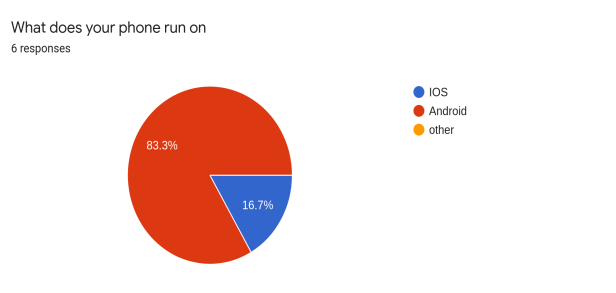 What does your phone run on
6 responses
IOS
Android
other
83.3%
16.7%